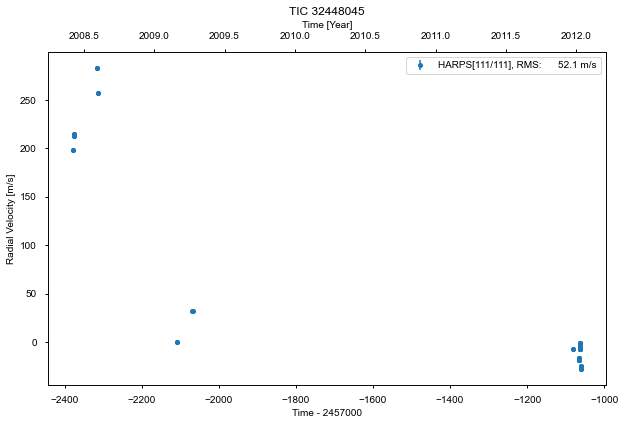 TIC 32448045
Time [Year]
2008.5 2009.0 2009.5 2010.0 2010.5 2011.0 2011.5 2012.0
HARPS[111/111], RMS: 52.1 m/s
Radial Velocity [m/s]
250
200
150
100
50
0
−2400 −2200 −2000 −1800 −1600 −1400 −1200 −1000
Time - 2457000